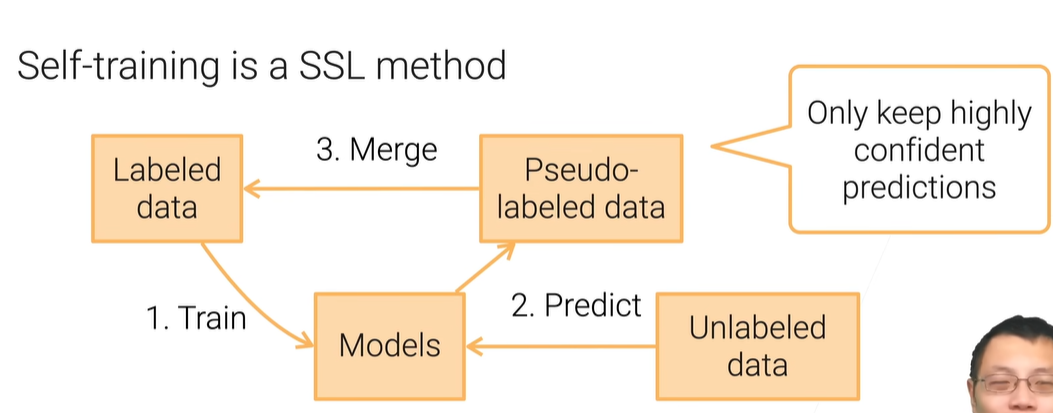 Self-training is a SSL method
Only keep highly
confident
predictions
3. Merge
Labeled
data
Pseudo-
labeled data
1. Train
2. Predict
Models
Unlabeled
data